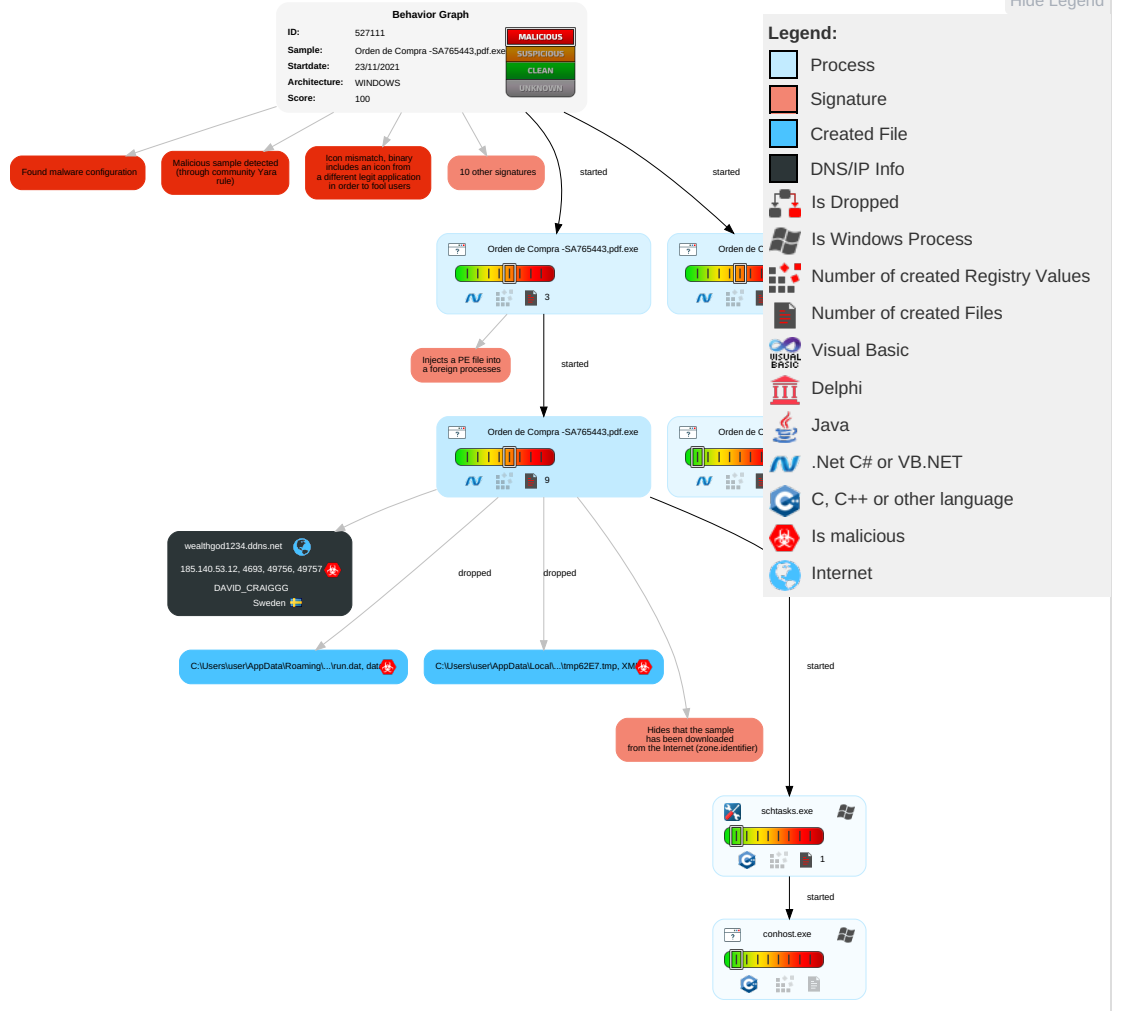 Hide Legend
Behavior Graph
ID: 527111
Sample: Orden de Compra -SA765443,pdf.exe
Startdate: 23/11/2021
Architecture: WINDOWS
Score: 100
MALICIOUS
SUSPICIOUS
CLEAN
UNKNOWN
Legend:
Process
Signature
Created File
DNS/IP Info
Is Dropped
Is Windows Process
Number of created Registry Values
Number of created Files
VISUAL
BASIC
Visual Basic
Delphi
Java
.Net C# or VB.NET
C, C++ or other language
Is malicious
Internet
Found malware configuration
Malicious sample detected
(through community Yara
rule)
Icon mismatch, binary
includes an icon from
a different legit application
in order to fool users
10 other signatures
started
started
Orden de Compra -SA765443,pdf.exe
3
Orden de C
Injects a PE file into
a foreign processes
started
Orden de Compra -SA765443,pdf.exe
9
Orden de C
wealthgod1234.ddns.net
185.140.53.12, 4693, 49756, 49757
DAVID_CRAIGGG
Sweden
dropped
dropped
C:\Users\user\AppData\Roaming\...\run.dat, dat
C:\Users\user\AppData\Local\...\tmp62E7.tmp, XM
started
Hides that the sample
has been downloaded
from the Internet (zone.identifier)
schtasks.exe
1
started
conhost.exe